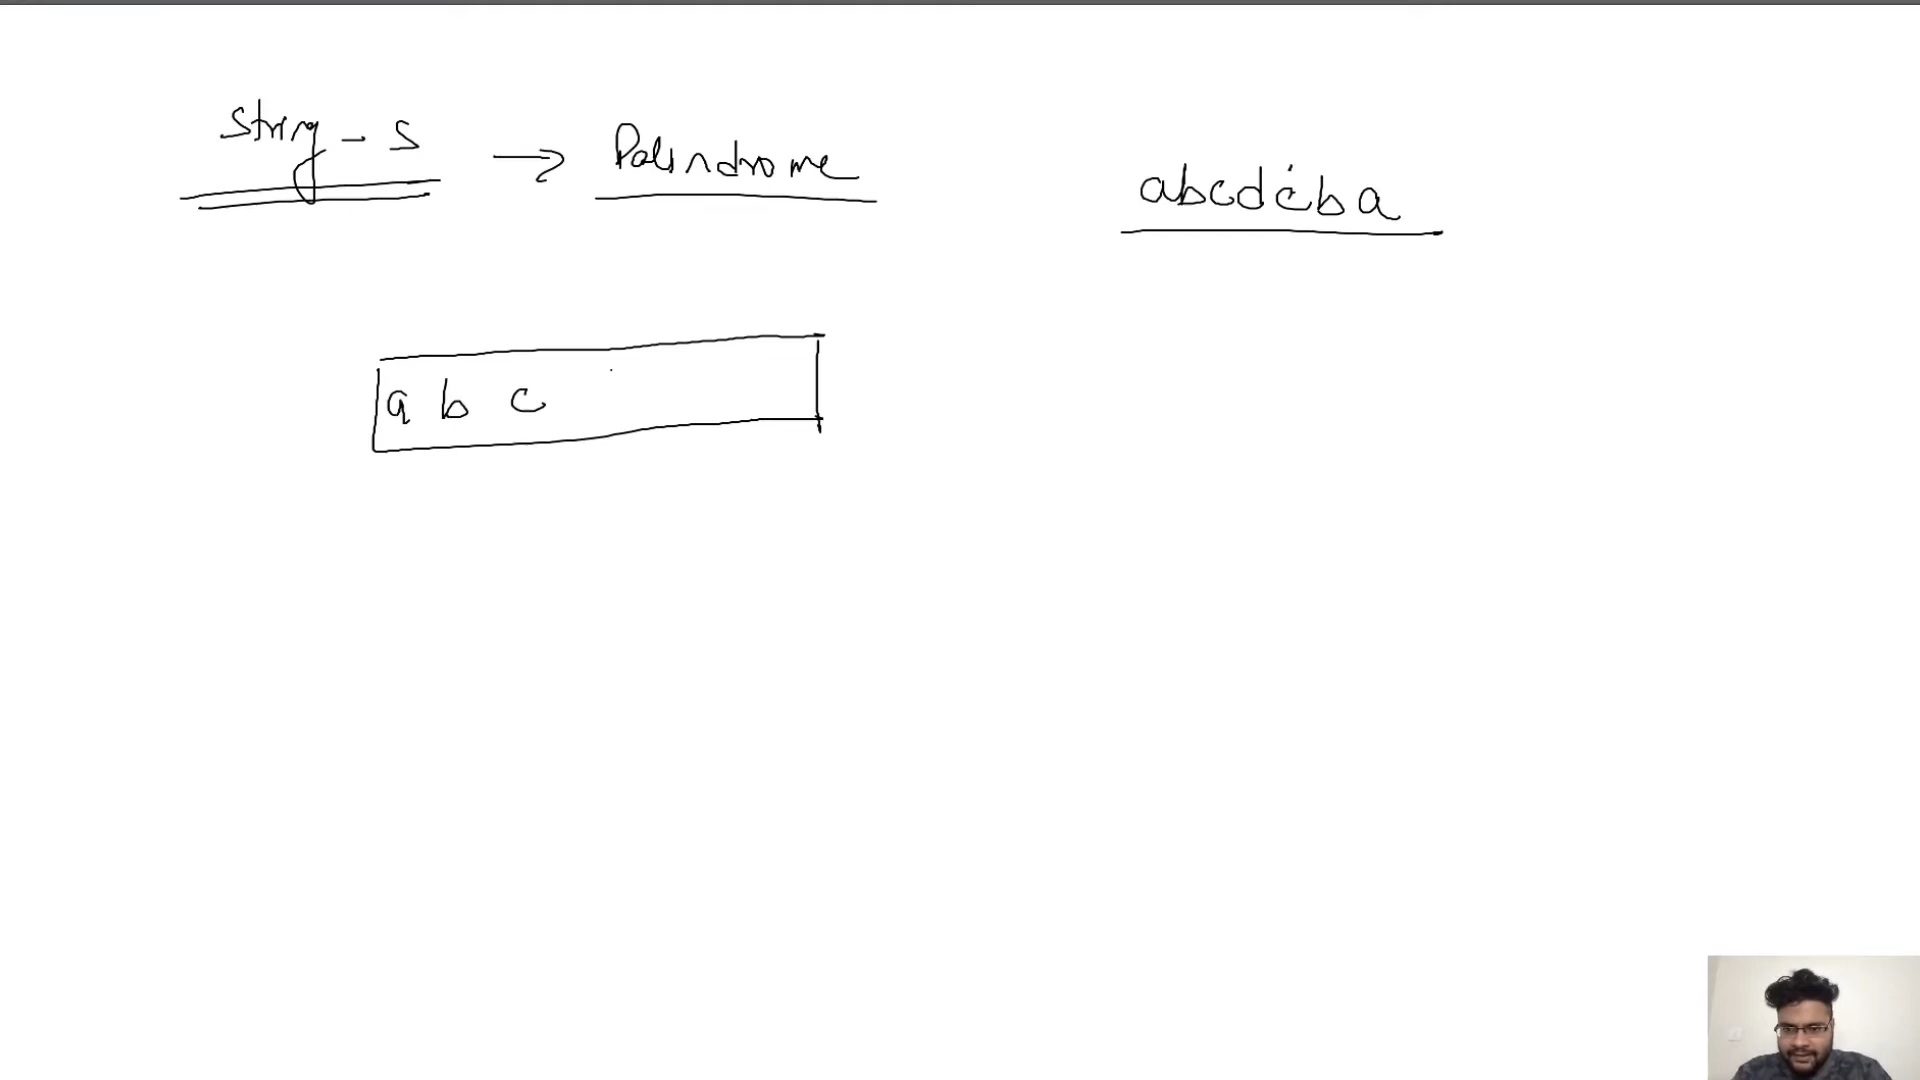 String - S → Palindrome
abcdcba
a b c